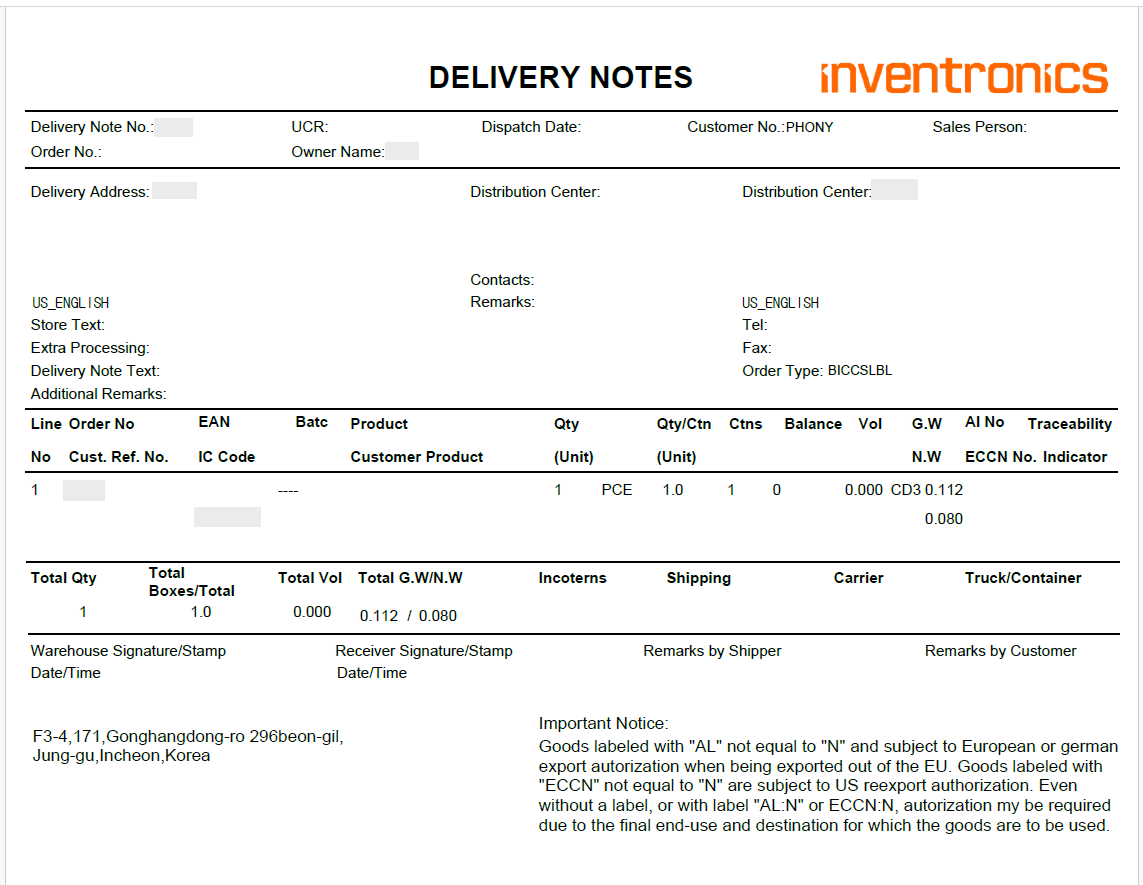 DELIVERY NOTES
inventronics
Delivery Note No.: UCR: Dispatch Date: Customer No.:PHONY Sales Person:
Order No.: Owner Name:
Delivery Address: Distribution Center: Distribution Center:
Contacts:
US_ENGLISH Remarks: US_ENGLISH
Store Text: Tel:
Extra Processing: Fax:
Delivery Note Text: Order Type: BICCSLBL
Additional Remarks:
Line Order No EAN Batc Product Qty Qty/Ctn Ctns Balance Vol G.W AI No Traceability
No Cust. Ref. No. IC Code Customer Product (Unit) (Unit) N.W ECCN No. Indicator
1 ---- 1 PCE 1.0 1 0 0.000 CD3 0.112
0.080
Total Qty Total Boxes/Total Total Vol Total G.W/N.W Incoterns Shipping Carrier Truck/Container
1 1.0 0.000 0.112 / 0.080
Warehouse Signature/Stamp Receiver Signature/Stamp Remarks by Shipper Remarks by Customer
Date/Time Date/Time
F3-4,171,Gonghangdong-ro 296beon-gil,
Jung-gu,Incheon,Korea
Important Notice:
Goods labeled with "AL" not equal to "N" and subject to European or german
export autorization when being exported out of the EU. Goods labeled with
"ECCN" not equal to "N" are subject to US reexport authorization. Even
without a label, or with label "AL:N" or ECCN:N, autorization my be required
due to the final end-use and destination for which the goods are to be used.